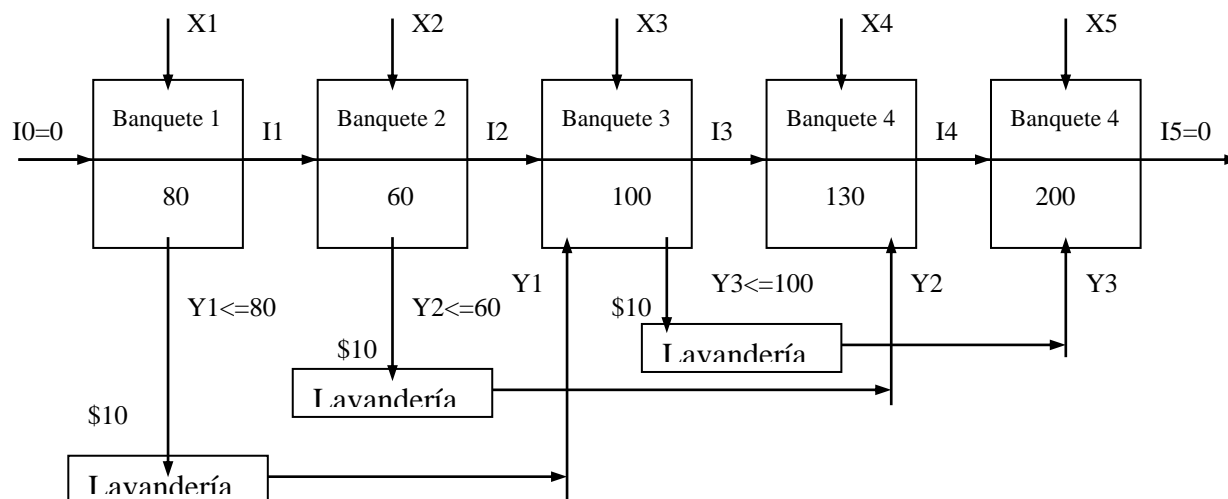 X1 X2 X3 X4 X5
Banquete 1 Banquete 2 Banquete 3 Banquete 4 Banquete 4
I0=0 I1 I2 I3 I4 I5=0
80 60 100 130 200
Y1<=80 Y2<=60 Y1 Y3<=100 Y2 Y3
$10
Lavandería
$10
Lavandería
$10
Lavandería